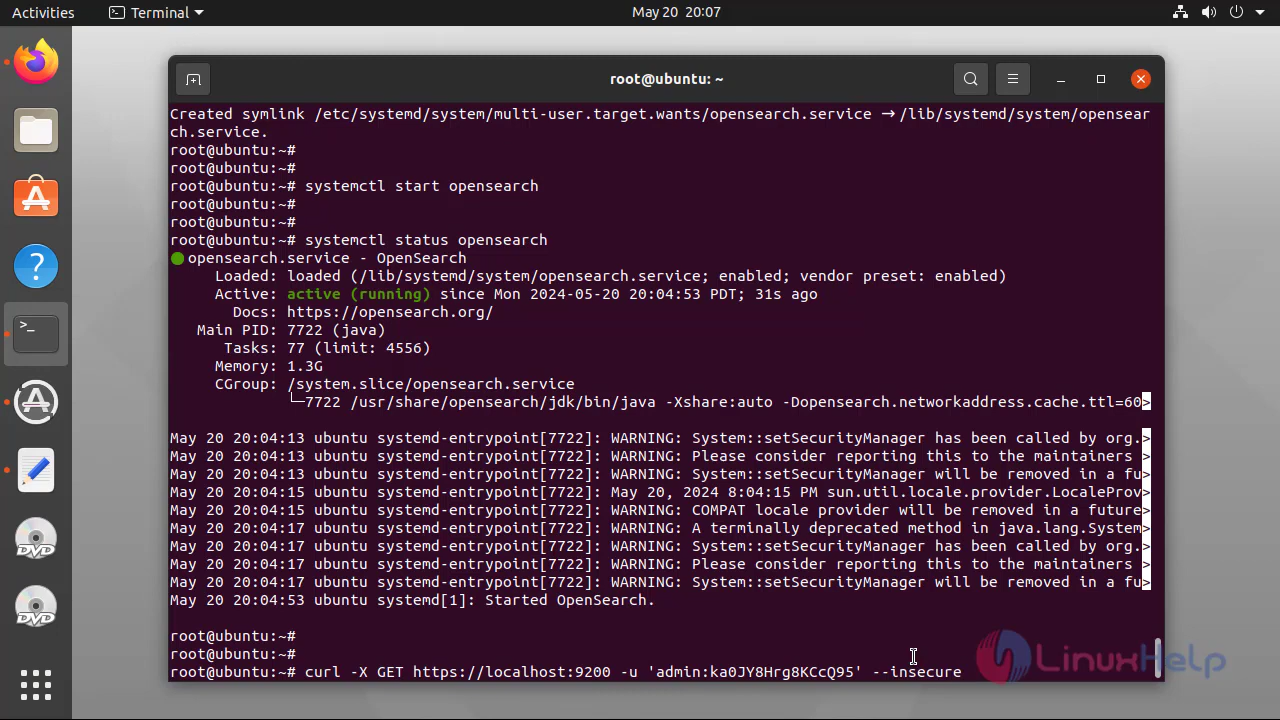 Activities Terminal May 20 20:07
root@ubuntu: ~
Created symlink /etc/systemd/system/multi-user.target.wants/opensearch.service → /lib/systemd/system/opensear
ch.service.
root@ubuntu:~#
root@ubuntu:~#
root@ubuntu:~# systemctl start opensearch
root@ubuntu:~#
root@ubuntu:~#
root@ubuntu:~# systemctl status opensearch
● opensearch.service - OpenSearch
Loaded: loaded (/lib/systemd/system/opensearch.service; enabled; vendor preset: enabled)
Active: active (running) since Mon 2024-05-20 20:04:53 PDT; 31s ago
Docs: https://opensearch.org/
Main PID: 7722 (java)
Tasks: 77 (limit: 4556)
Memory: 1.3G
CGroup: /system.slice/opensearch.service
└─7722 /usr/share/opensearch/jdk/bin/java -Xshare:auto -Dopensearch.networkaddress.cache.ttl=60>
May 20 20:04:13 ubuntu systemd-entrypoint[7722]: WARNING: System::setSecurityManager has been called by org.>
May 20 20:04:13 ubuntu systemd-entrypoint[7722]: WARNING: Please consider reporting this to the maintainers >
May 20 20:04:13 ubuntu systemd-entrypoint[7722]: WARNING: System::setSecurityManager will be removed in a fu>
May 20 20:04:15 ubuntu systemd-entrypoint[7722]: May 20, 2024 8:04:15 PM sun.util.locale.provider.LocaleProv>
May 20 20:04:15 ubuntu systemd-entrypoint[7722]: WARNING: COMPAT locale provider will be removed in a future>
May 20 20:04:17 ubuntu systemd-entrypoint[7722]: WARNING: A terminally deprecated method in java.lang.System>
May 20 20:04:17 ubuntu systemd-entrypoint[7722]: WARNING: System::setSecurityManager has been called by org.>
May 20 20:04:17 ubuntu systemd-entrypoint[7722]: WARNING: Please consider reporting this to the maintainers >
May 20 20:04:17 ubuntu systemd-entrypoint[7722]: WARNING: System::setSecurityManager will be removed in a fu>
May 20 20:04:53 ubuntu systemd[1]: Started OpenSearch.
root@ubuntu:~#
root@ubuntu:~#
root@ubuntu:~# curl -X GET https://localhost:9200 -u 'admin:ka0JY8Hrg8KCcQ95' --insecure
LinuxHelp
DVD
DVD